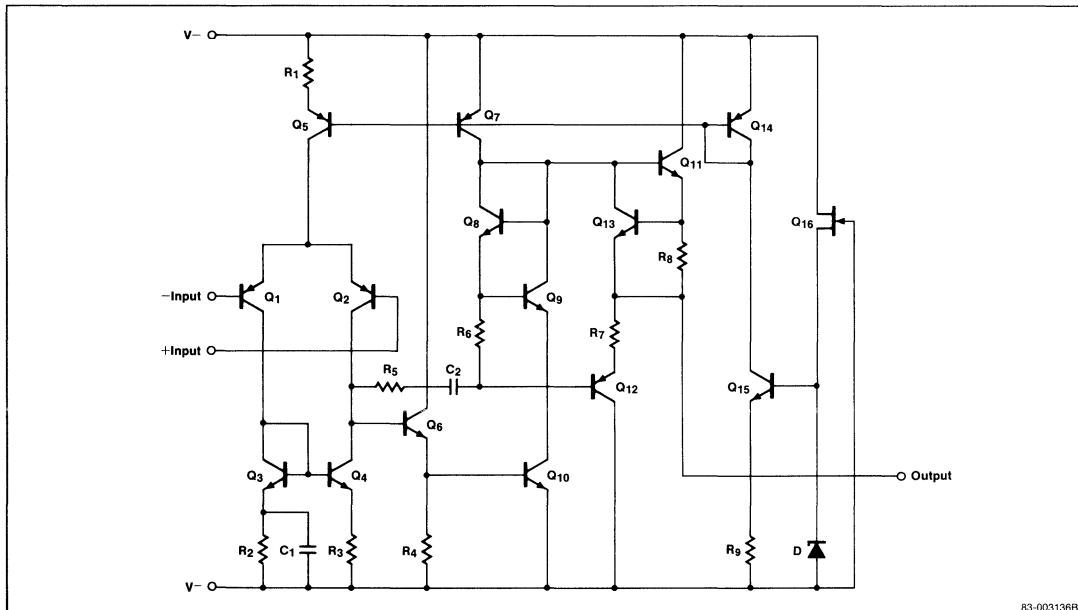 V−
R1
Q5
Q7
Q14
Q11
Q8
Q13
Q16
R8
−Input
Q1
Q2
Q9
+Input
R6
R7
R5
C2
Q12
Q15
Q6
Q3
Q4
Q10
Output
R2
C1
R3
R4
R9
D
V−
83-003136B